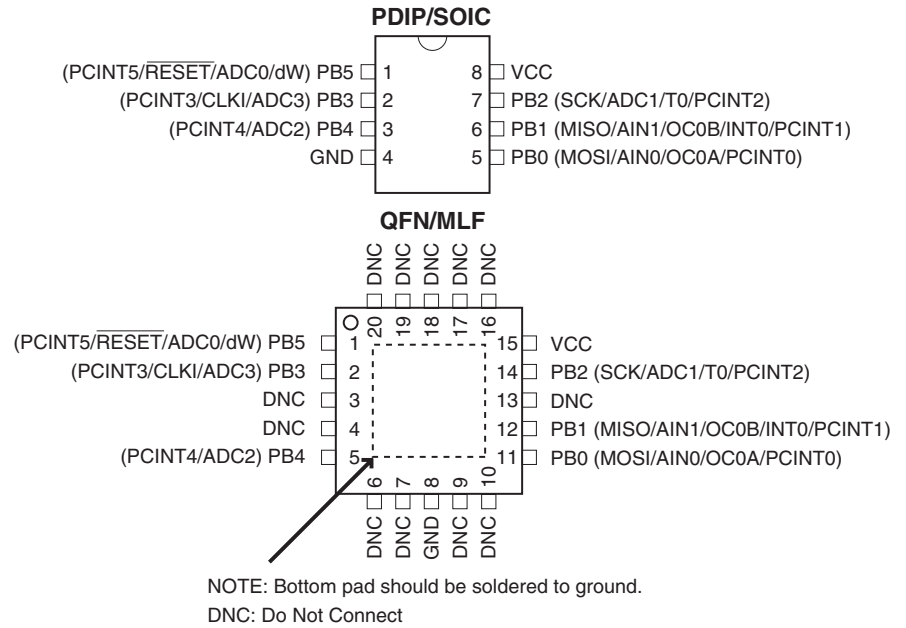 PDIP/SOIC
(PCINT5/RESET/ADC0/dW) PB5 1 8 VCC
(PCINT3/CLKI/ADC3) PB3 2 7 PB2 (SCK/ADC1/T0/PCINT2)
(PCINT4/ADC2) PB4 3 6 PB1 (MISO/AIN1/OC0B/INT0/PCINT1)
GND 4 5 PB0 (MOSI/AIN0/OC0A/PCINT0)
QFN/MLF
DNC DNC DNC DNC DNC
20 19 18 17 16
(PCINT5/RESET/ADC0/dW) PB5 1 15 VCC
(PCINT3/CLKI/ADC3) PB3 2 14 PB2 (SCK/ADC1/T0/PCINT2)
DNC 3 13 DNC
DNC 4 12 PB1 (MISO/AIN1/OC0B/INT0/PCINT1)
(PCINT4/ADC2) PB4 5 11 PB0 (MOSI/AIN0/OC0A/PCINT0)
6 7 8 9 10
DNC DNC GND DNC DNC
NOTE: Bottom pad should be soldered to ground.
DNC: Do Not Connect